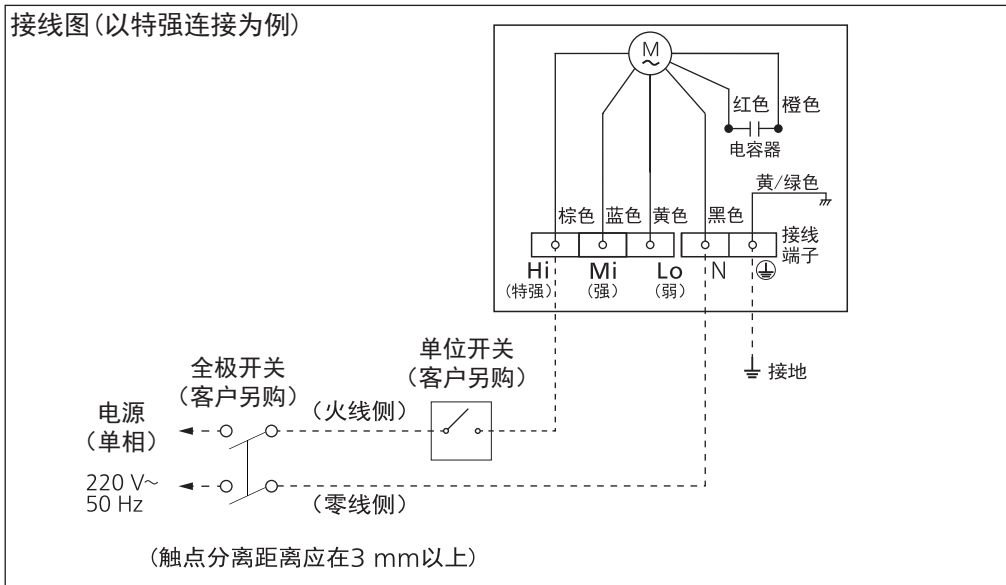 接线图(以特强连接为例)
M
~
红色 橙色
电容器
黄/绿色
棕色 蓝色 黄色 黑色
接线
端子
Hi Mi Lo N
(特强) (强) (弱)
接地
单位开关
(客户另购)
全极开关
(客户另购)
电源
(单相)
(火线侧)
220 V~
50 Hz
(零线侧)
(触点分离距离应在3 mm以上)